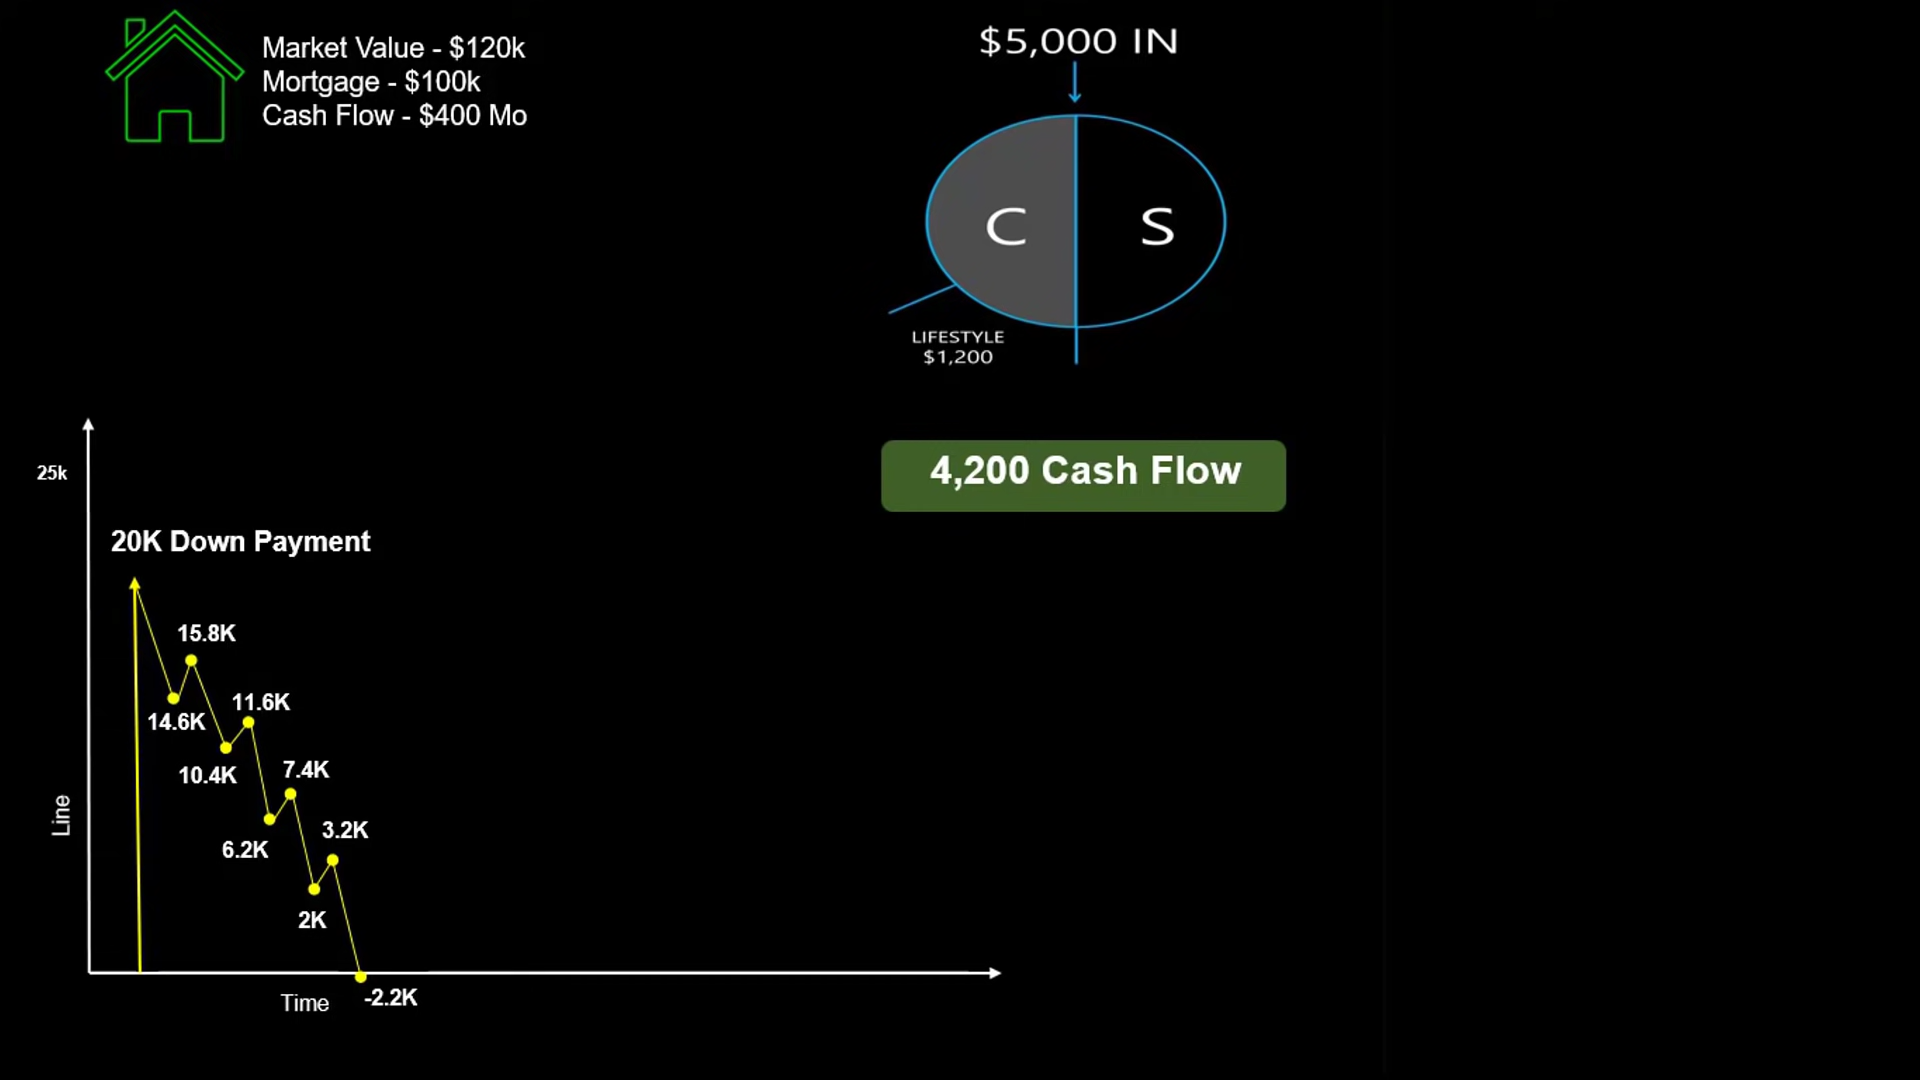 Market Value - $120k
Mortgage - $100k
Cash Flow - $400 Mo
$5,000 IN
C
S
LIFESTYLE
$1,200
4,200 Cash Flow
25k
20K Down Payment
15.8K
14.6K
11.6K
10.4K
7.4K
6.2K
3.2K
2K
-2.2K
Line
Time